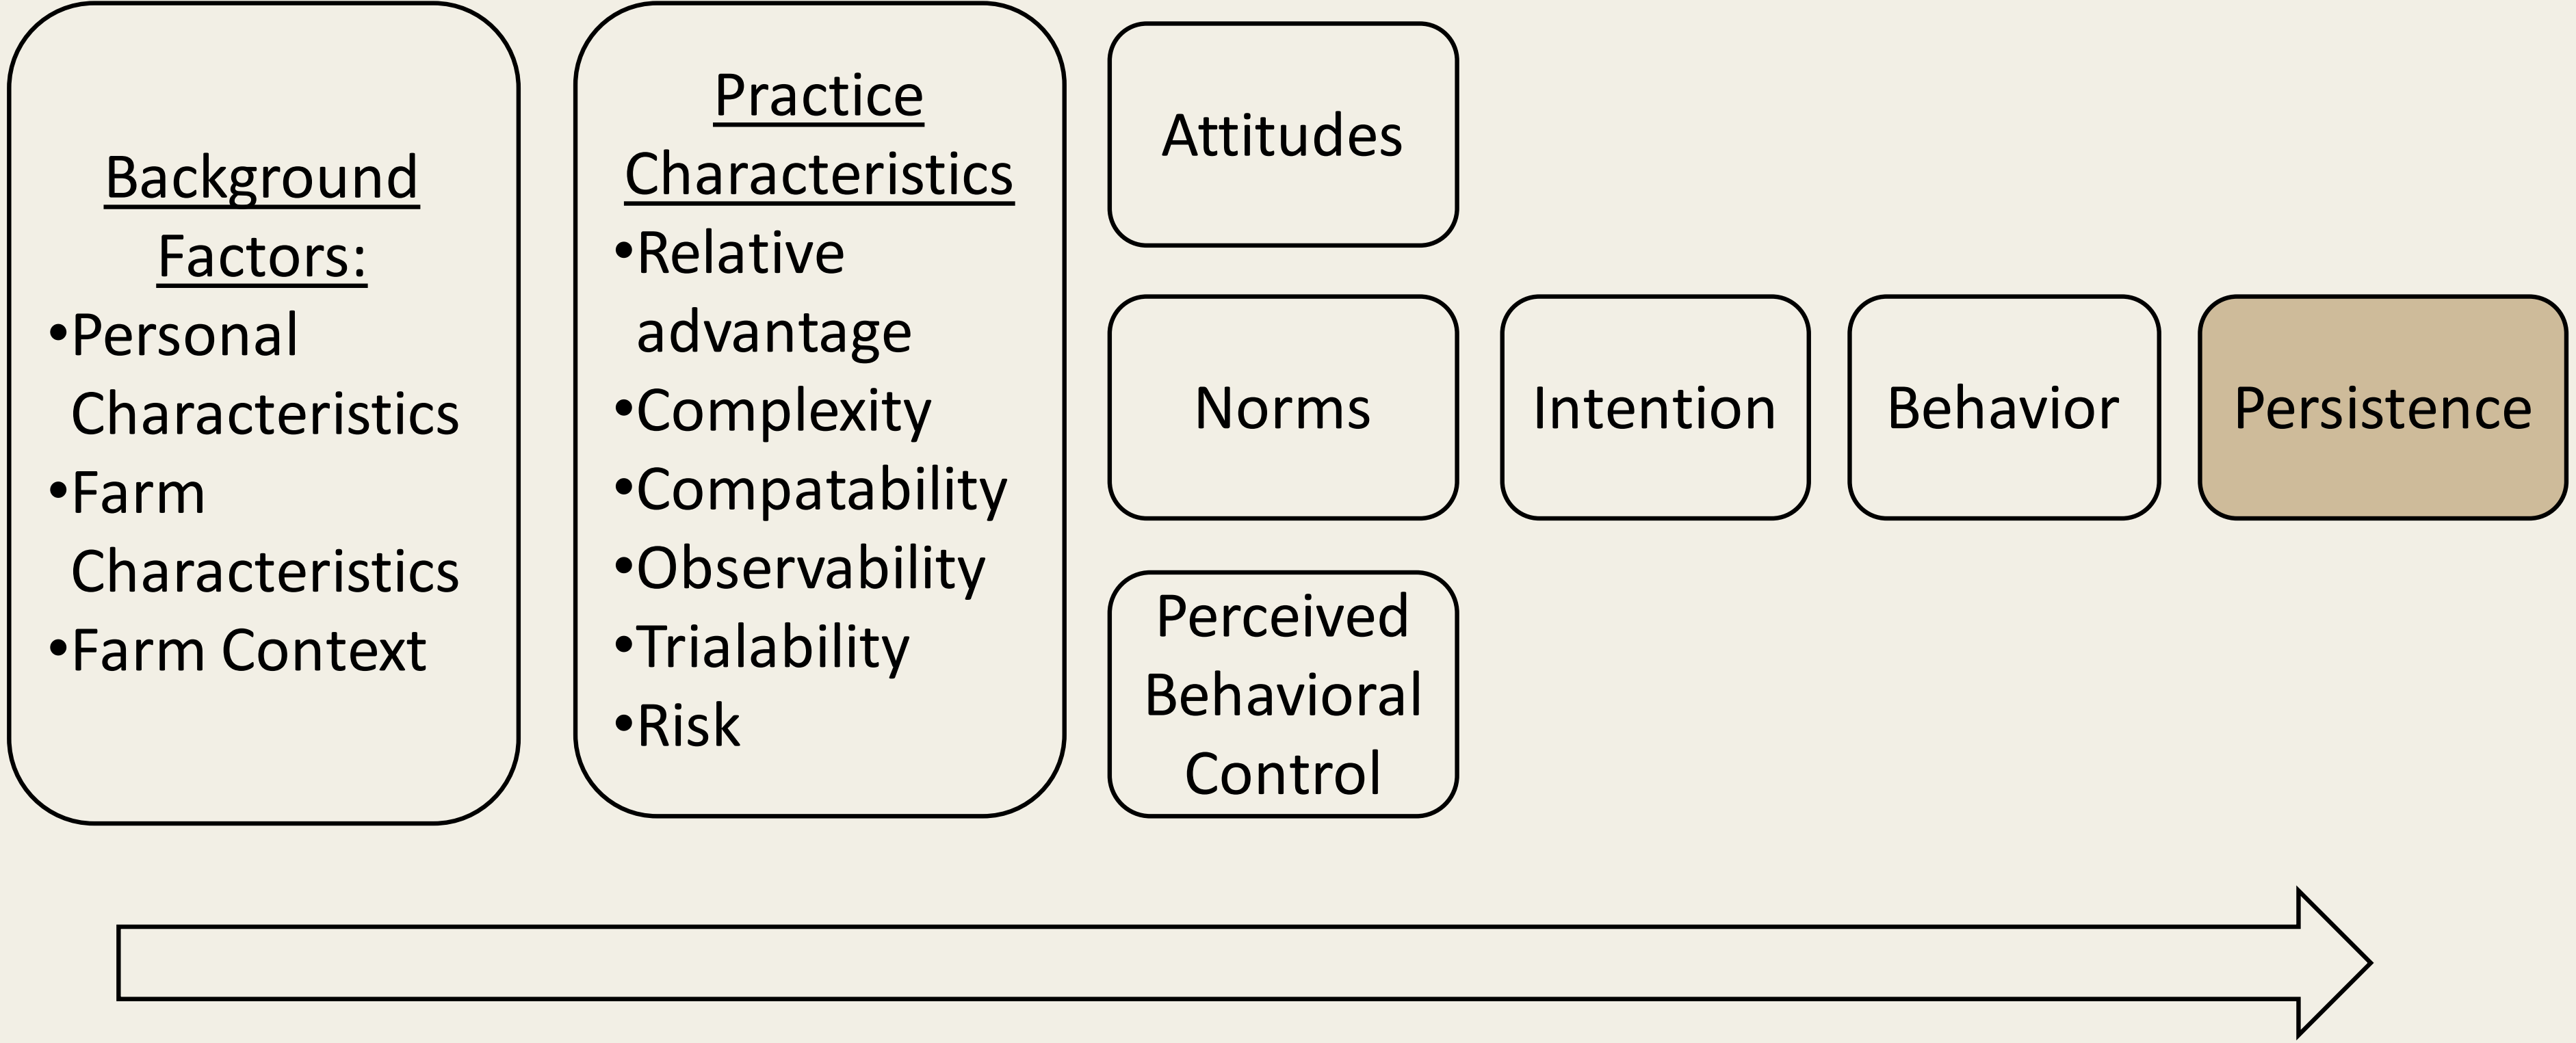 Background
Factors:
•Personal
Characteristics
•Farm
Characteristics
•Farm Context
Practice
Characteristics
•Relative
advantage
•Complexity
•Compatability
•Observability
•Trialability
•Risk
Attitudes
Norms
Perceived
Behavioral
Control
Intention
Behavior
Persistence